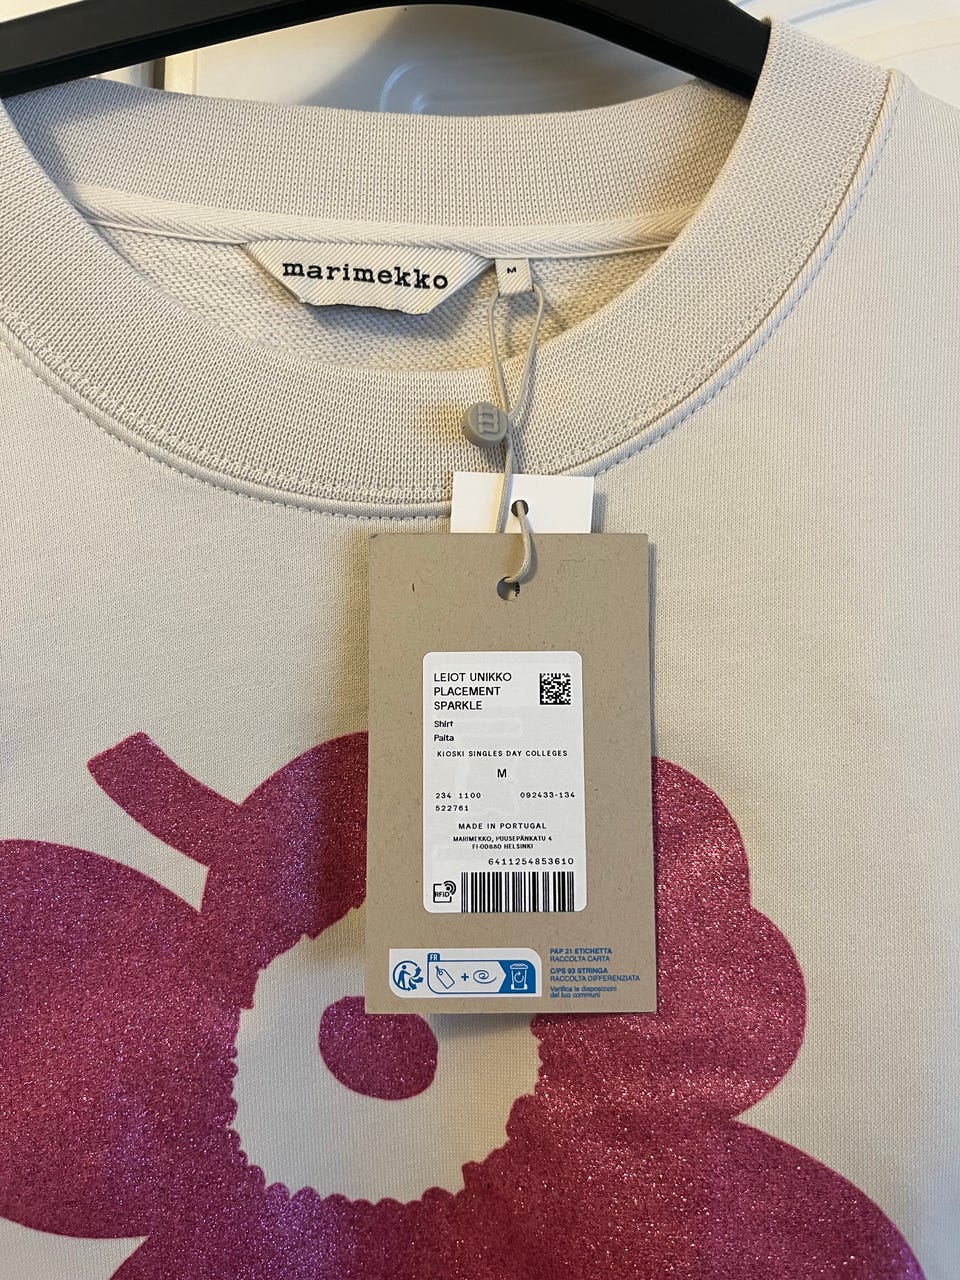 marimekko
M
m
LEIOT UNIKKO
PLACEMENT
SPARKLE
Shirt
Paita
KIOSKI SINGLES DAY COLLEGES
M
234 1100 092433-134
522761
MADE IN PORTUGAL
MARIMEKKO, PUUSEPÄNKATU 4
FI-00880 HELSINKI
6411254853610
RFID
FR
+
PAP 21 ETICHETTA
RACCOLTA CARTA
C/PS 93 STRINGA
RACCOLTA DIFFERENZIATA
Verifica le disposizioni
del tuo communi